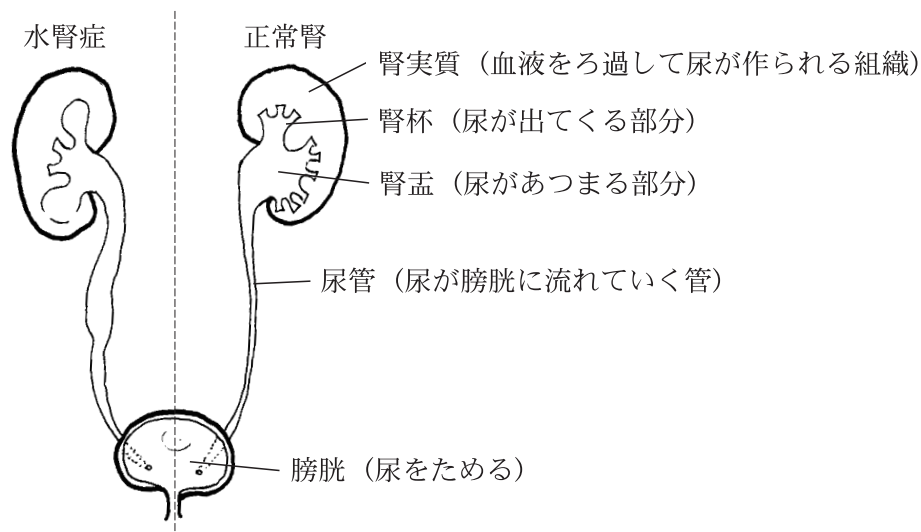 水腎症
正常腎
腎実質（血液をろ過して尿が作られる組織）
腎杯（尿が出てくる部分）
腎盂（尿があつまる部分）
尿管（尿が膀胱に流れていく管）
膀胱（尿をためる）